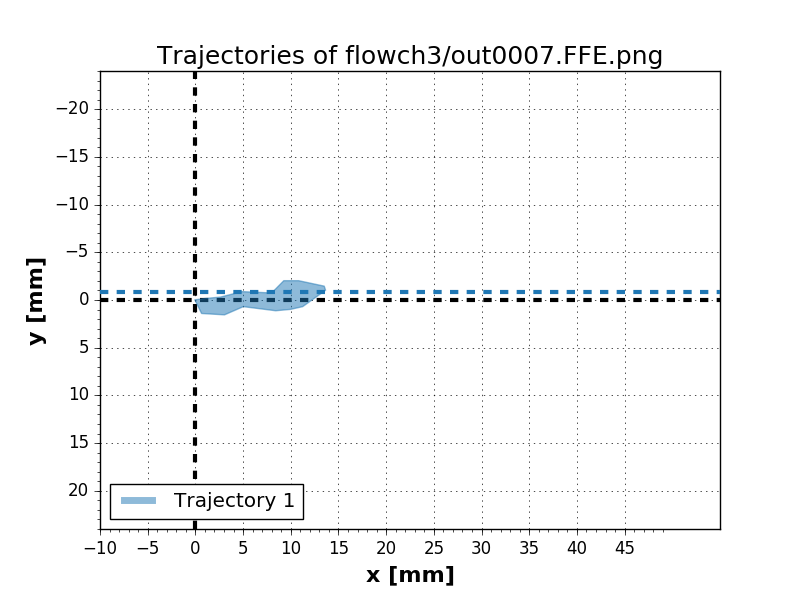 Trajectories of flowch3/out0007.FFE.png
−20
−15
−10
−5
0
5
10
15
20
y [mm]
Trajectory 1
−10 −5 0 5 10 15 20 25 30 35 40 45
x [mm]